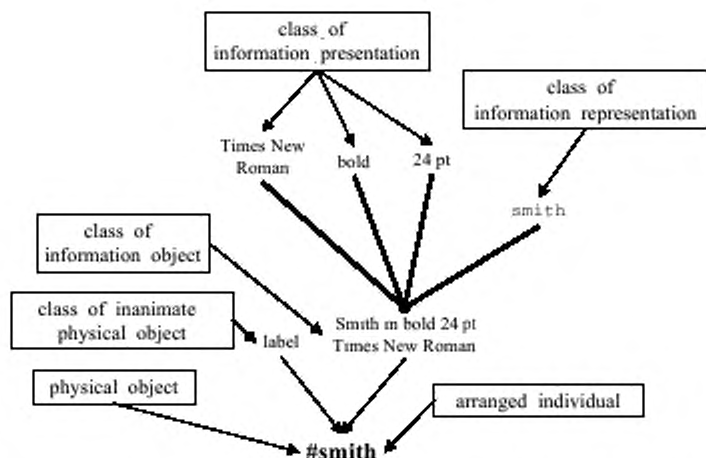 class of
information presentation
class of
information representation
Times New
Roman
bold
24 pt
smith
class of
information object
class of inanimate
physical object
label
Smith in bold 24 pt
Times New Roman
physical object
arranged individual
#smith